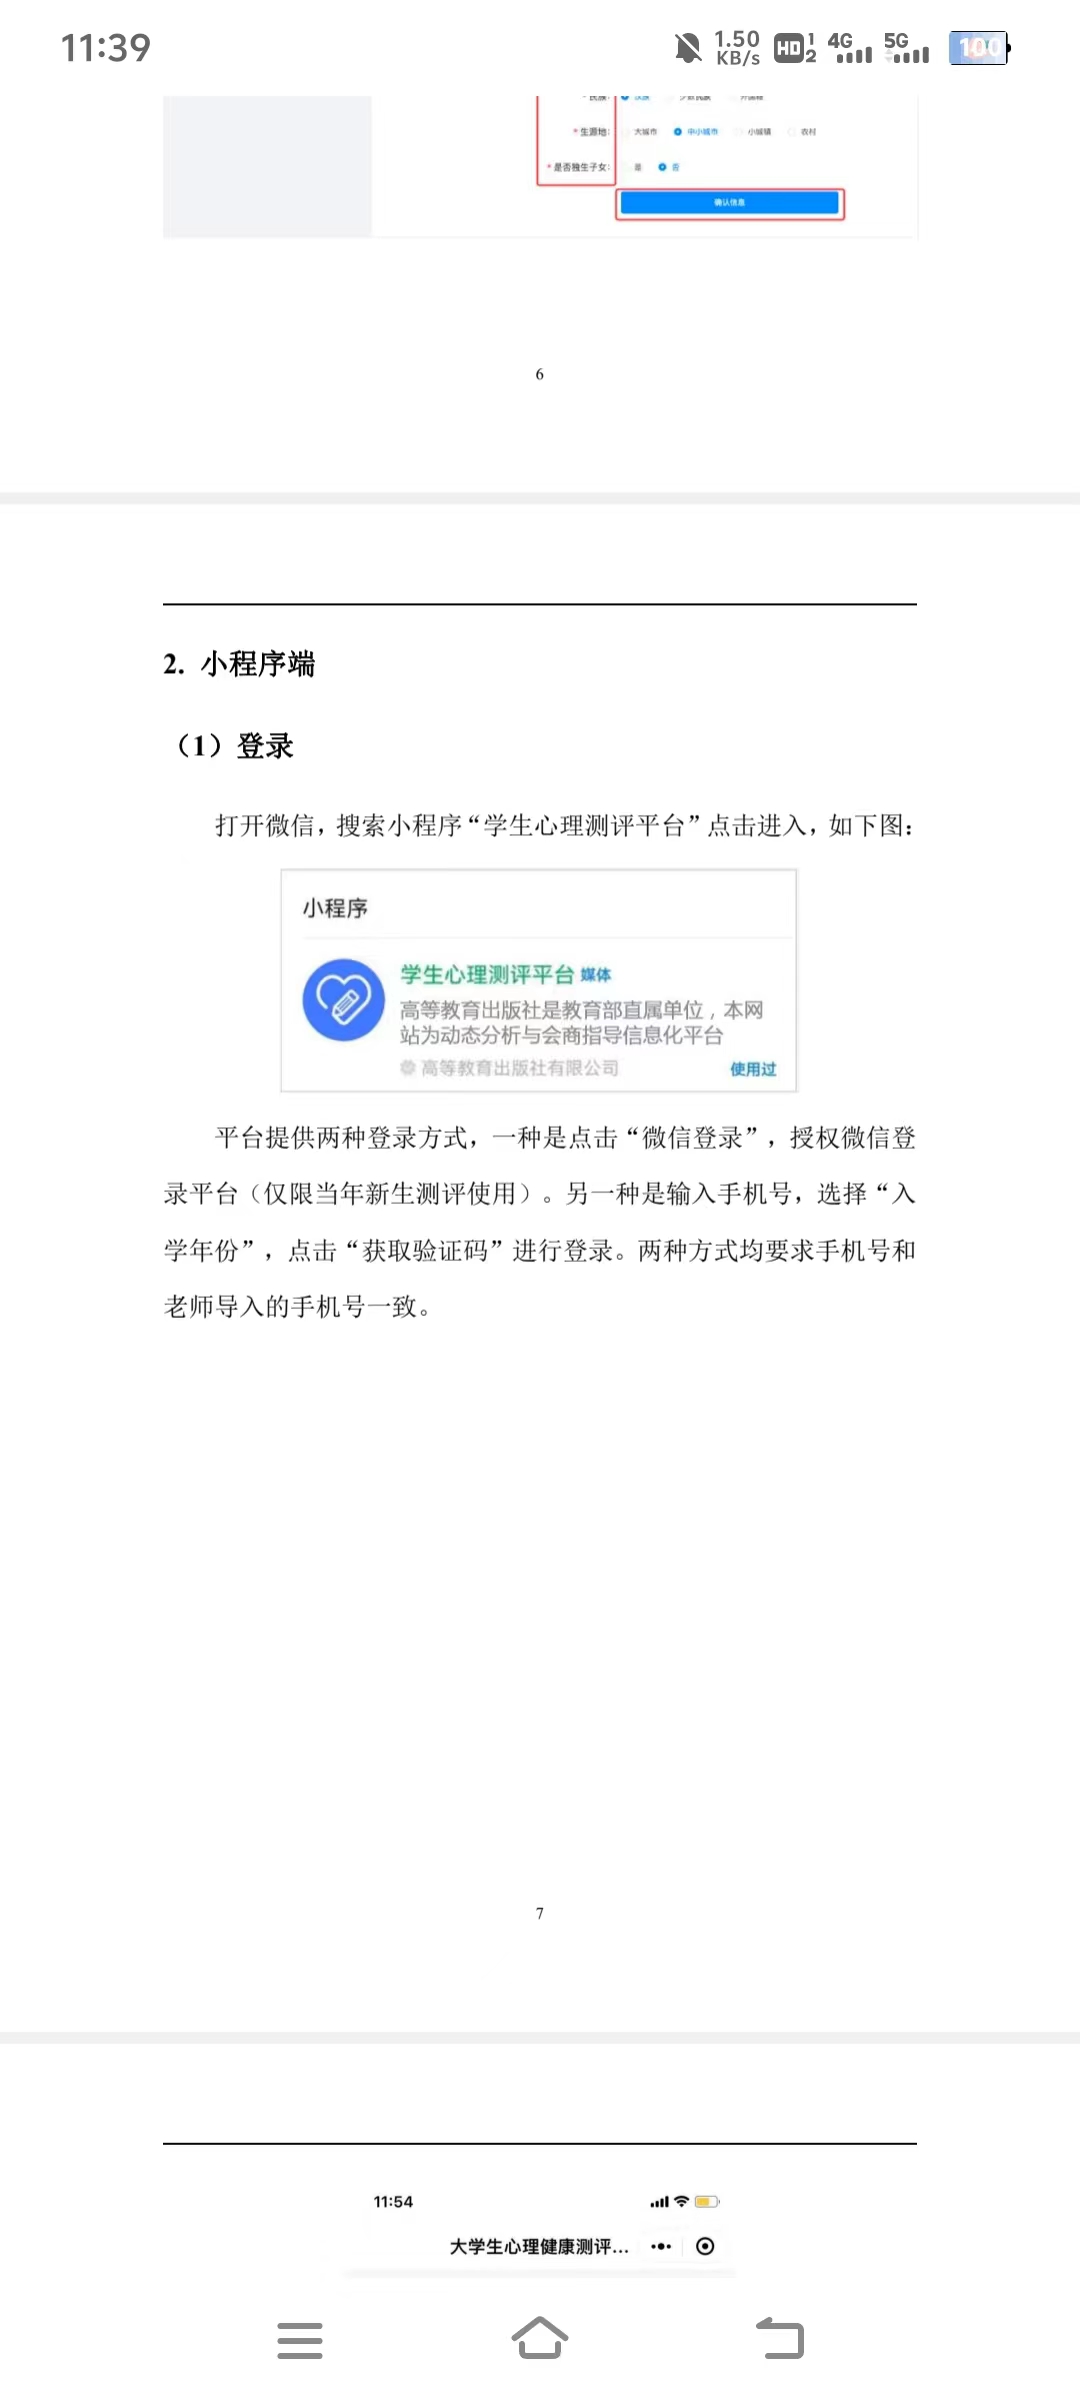 11:39
1.50 KB/s HD 1 2 4G 5G 100
民族: 汉族 少数民族 外国籍
*生源地: 大城市 中小城市 小城镇 农村
*是否独生子女: 是 否
确认信息
6
2. 小程序端
（1）登录
打开微信，搜索小程序“学生心理测评平台”点击进入，如下图：
小程序
学生心理测评平台 媒体
高等教育出版社是教育部直属单位，本网
站为动态分析与会商指导信息化平台
高等教育出版社有限公司 使用过
平台提供两种登录方式，一种是点击“微信登录”，授权微信登
录平台（仅限当年新生测评使用）。另一种是输入手机号，选择“入
学年份”，点击“获取验证码”进行登录。两种方式均要求手机号和
老师导入的手机号一致。
7
11:54
大学生心理健康测评...